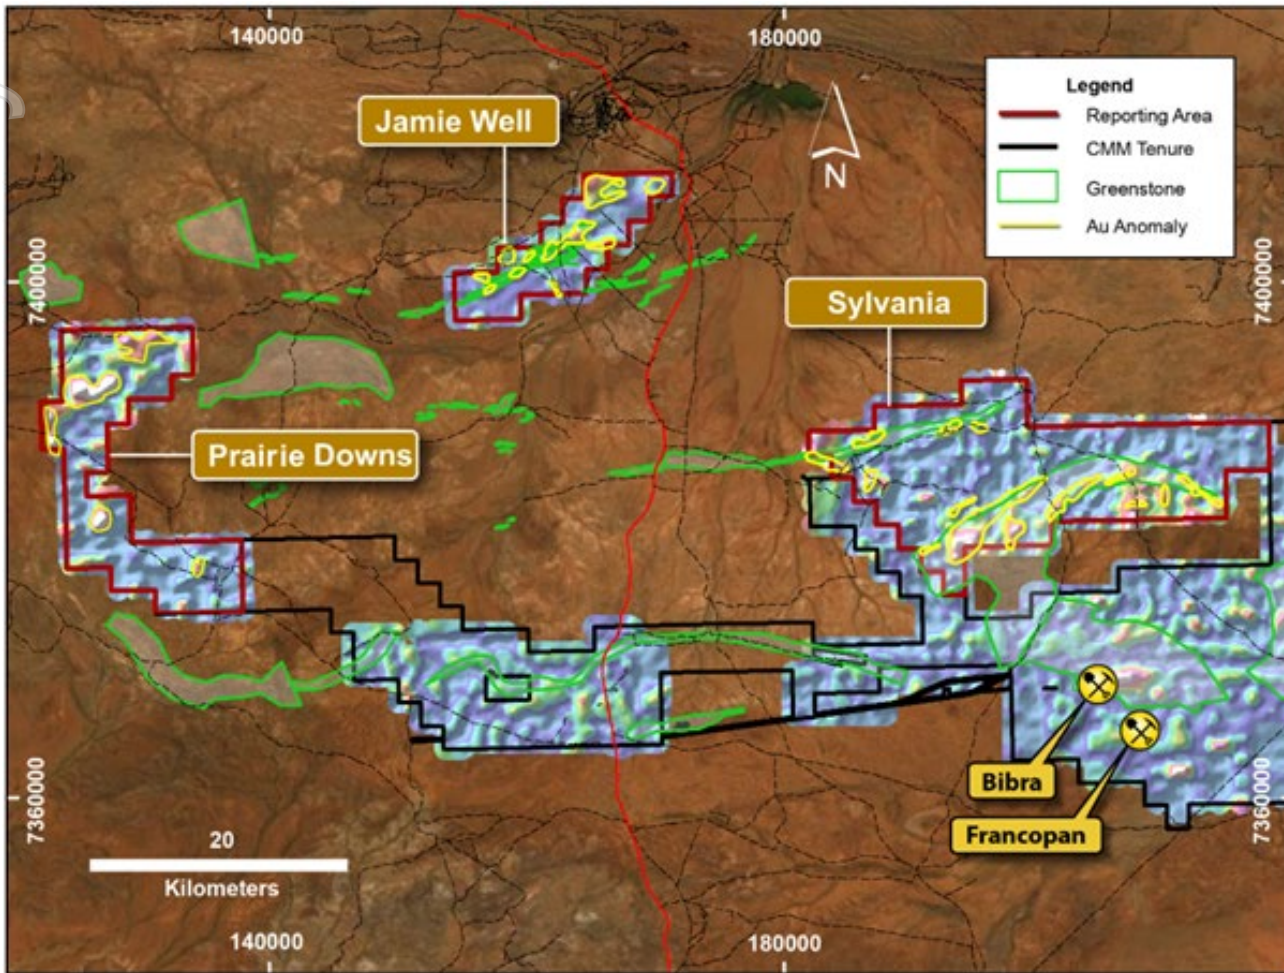 140000
180000
Jamie Well
Legend
Reporting Area
CMM Tenure
Greenstone
Au Anomaly
N
7400000
7400000
Sylvania
Prairie Downs
Bibra
Francopan
7360000
7360000
20
Kilometers
140000
180000